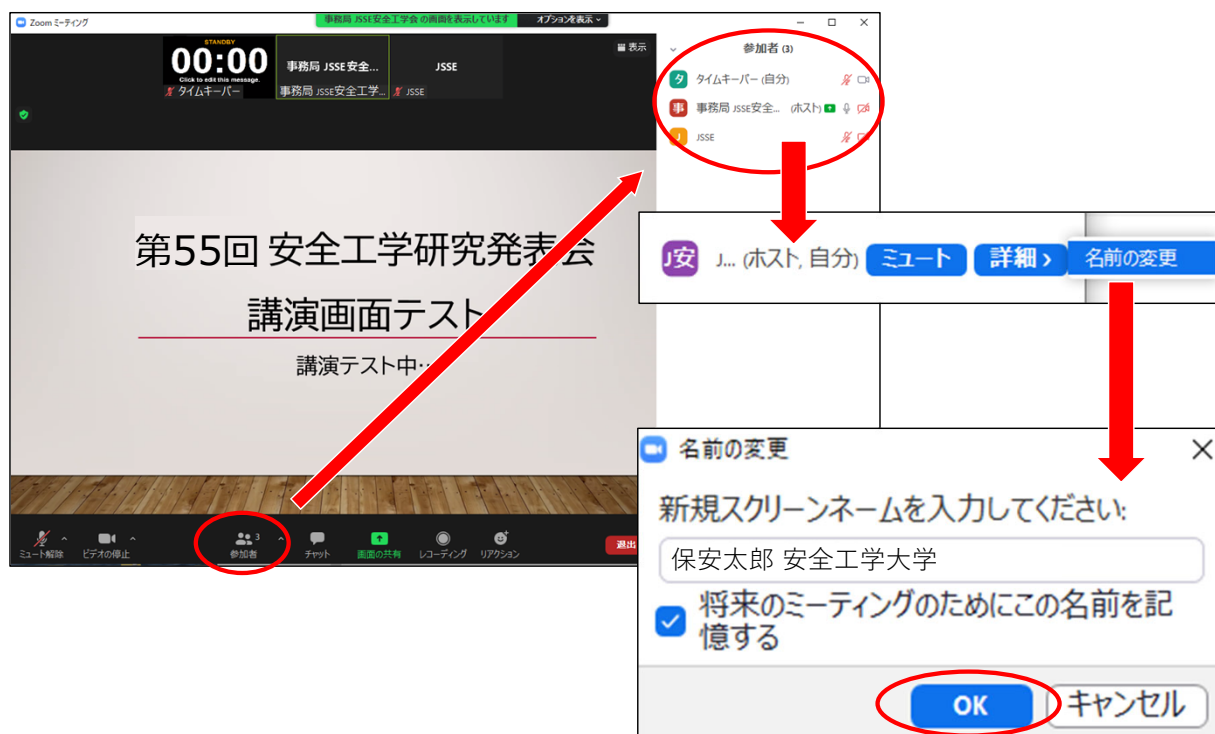 Zoom ミーティング
事務局 JSSE安全工学会 の画面を表示しています
オプションを表示
STANDBY
00:00
Click to edit this message.
タイムキーパー
事務局 JSSE 安全...
事務局 JSSE安全工学...
JSSE
JSSE
表示
第55回 安全工学研究発表会
講演画面テスト
講演テスト中…
ミュート解除
ビデオの停止
3
参加者
チャット
画面の共有
レコーディング
リアクション
退出
参加者 (3)
タ タイムキーパー (自分)
事 事務局 JSSE安全... (ホスト)
J JSSE
J安 J... (ホスト, 自分) ミュート 詳細 > 名前の変更
名前の変更
新規スクリーンネームを入力してください:
保安太郎 安全工学大学
将来のミーティングのためにこの名前を記
憶する
OK キャンセル